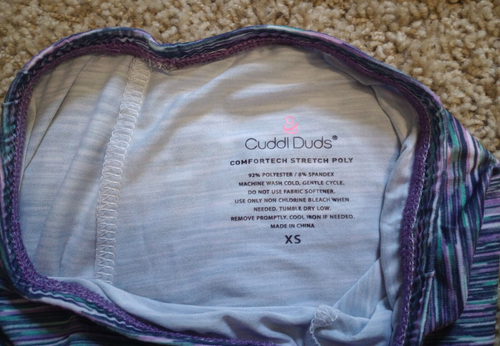 Cuddl Duds®
COMFORTECH STRETCH POLY
92% POLYESTER / 8% SPANDEX
MACHINE WASH COLD, GENTLE CYCLE.
DO NOT USE FABRIC SOFTENER.
USE ONLY NON CHLORINE BLEACH WHEN
NEEDED. TUMBLE DRY LOW.
REMOVE PROMPTLY. COOL IRON IF NEEDED.
MADE IN CHINA
XS